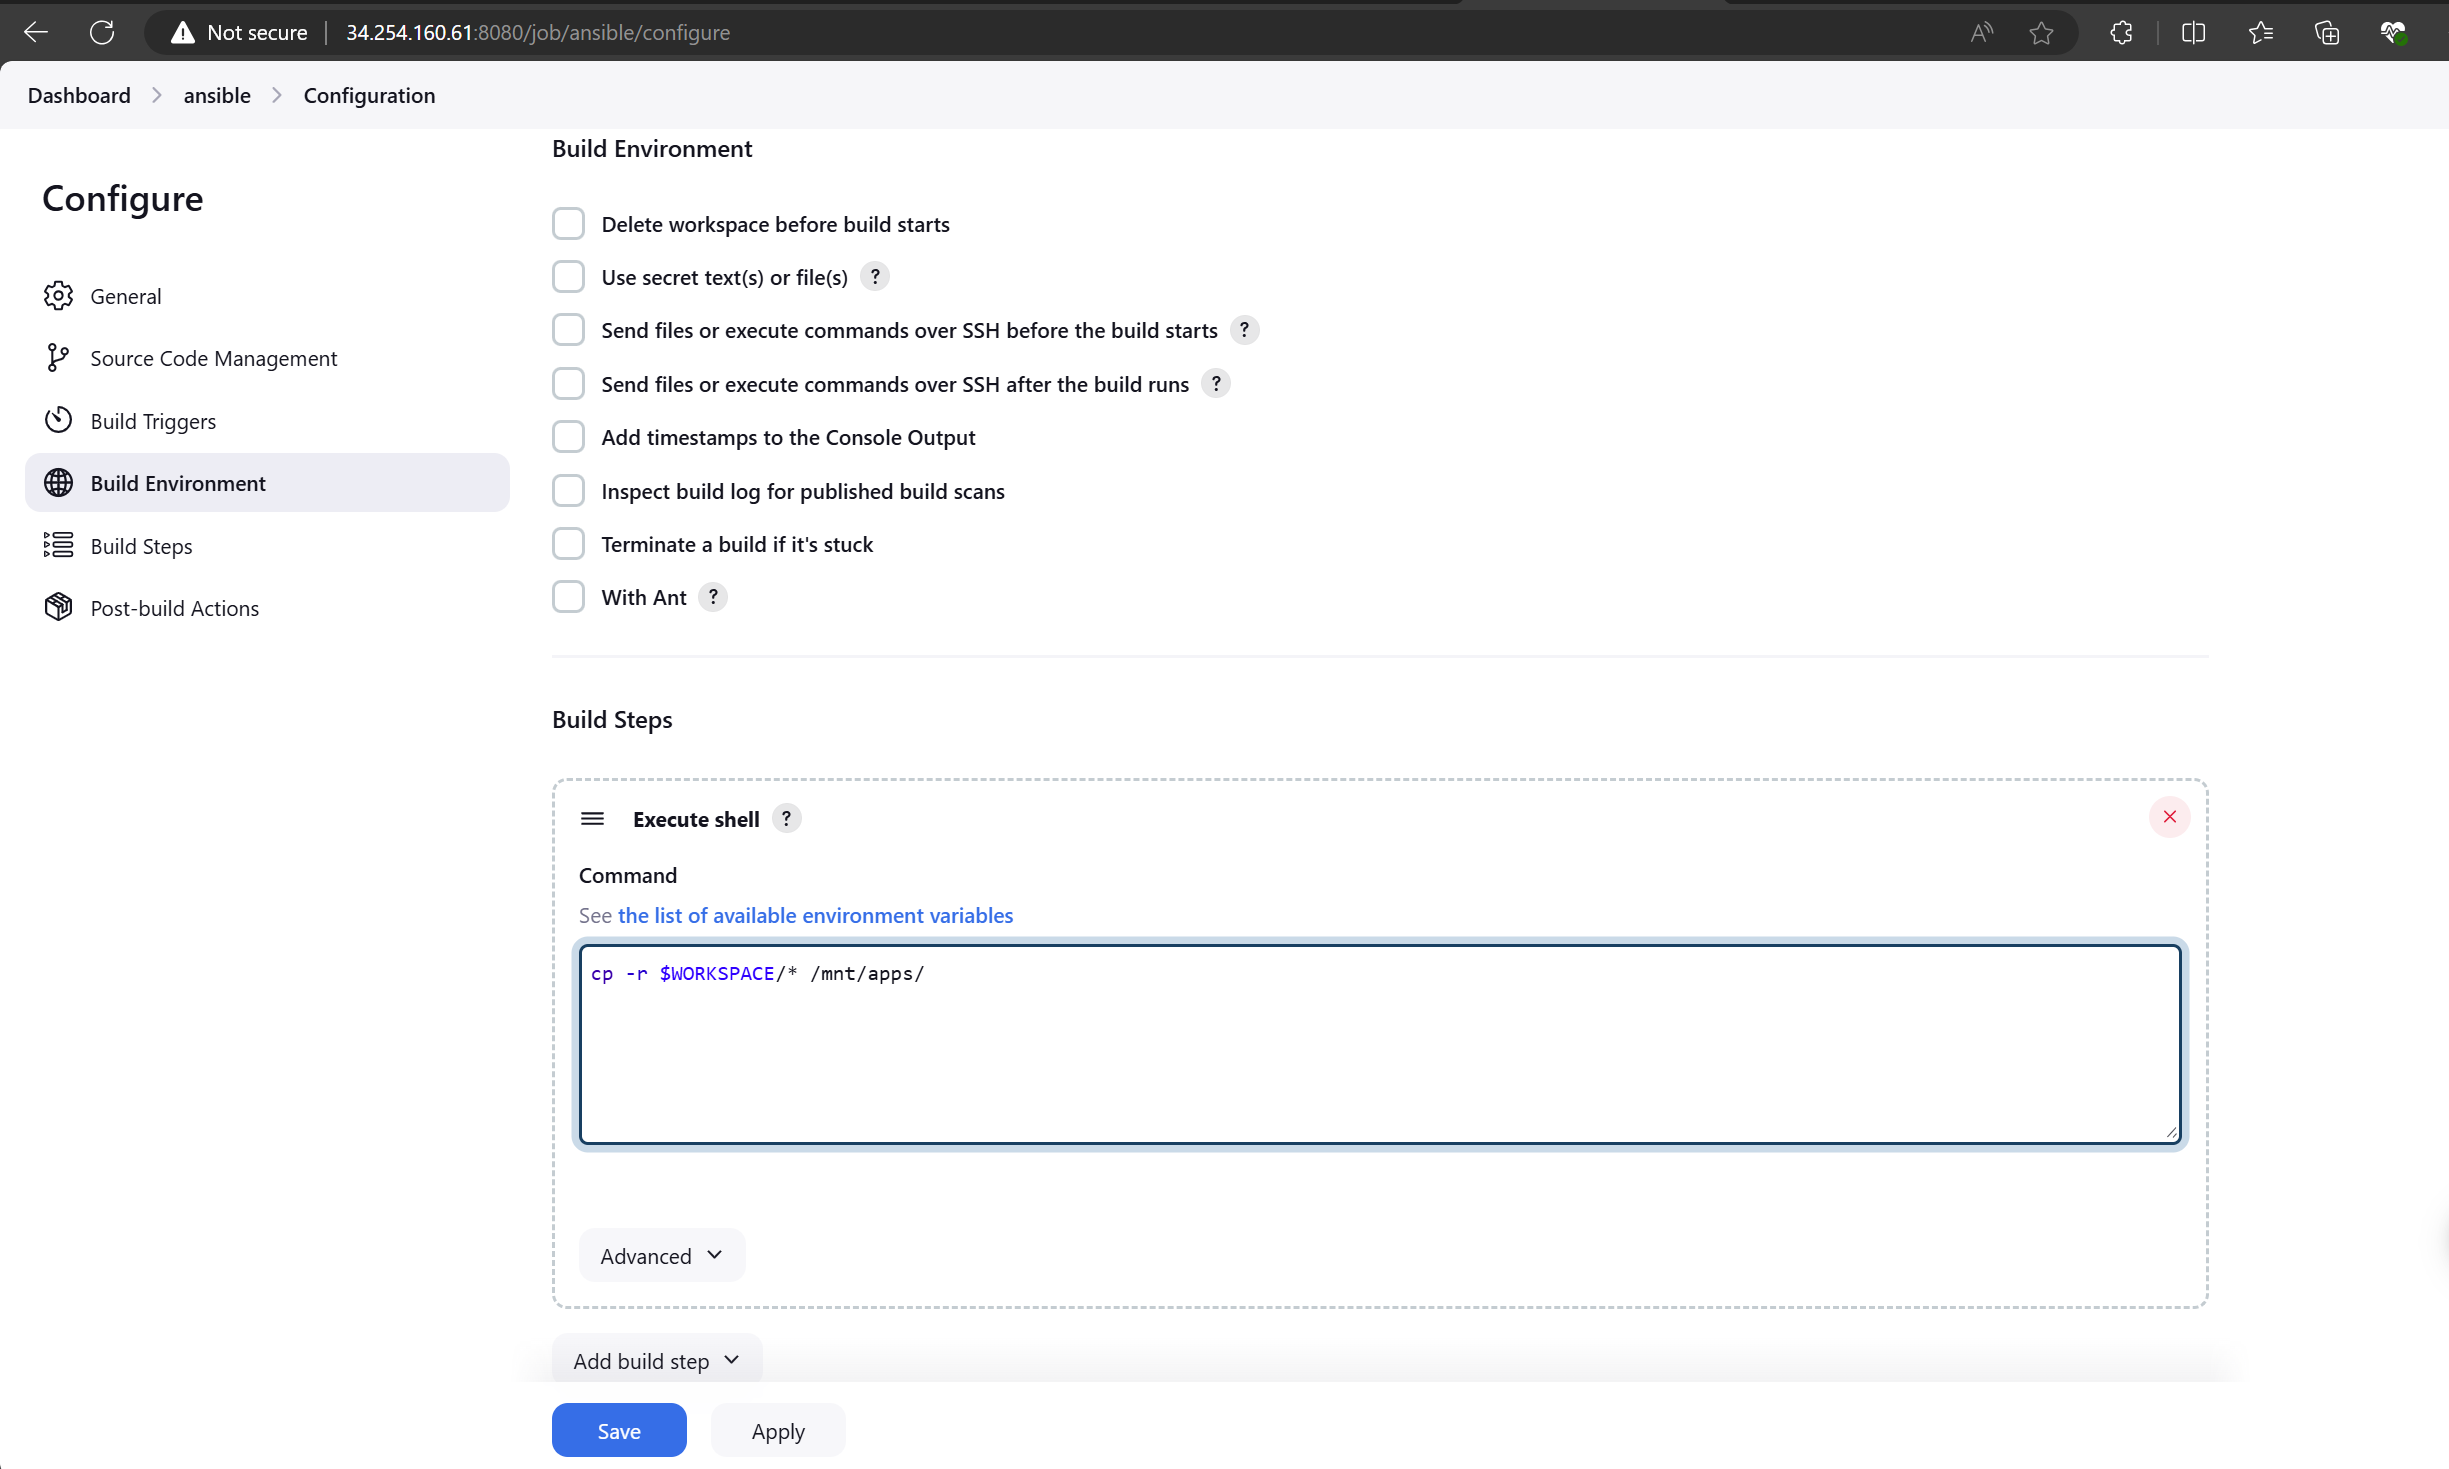 Not secure 34.254.160.61:8080/job/ansible/configure
Dashboard ansible Configuration
Configure
General
Source Code Management
Build Triggers
Build Environment
Build Steps
Post-build Actions
Build Environment
Delete workspace before build starts
Use secret text(s) or file(s) ?
Send files or execute commands over SSH before the build starts ?
Send files or execute commands over SSH after the build runs ?
Add timestamps to the Console Output
Inspect build log for published build scans
Terminate a build if it's stuck
With Ant ?
Build Steps
Execute shell ?
Command
See the list of available environment variables
cp -r $WORKSPACE/* /mnt/apps/
Advanced
Add build step
Save Apply